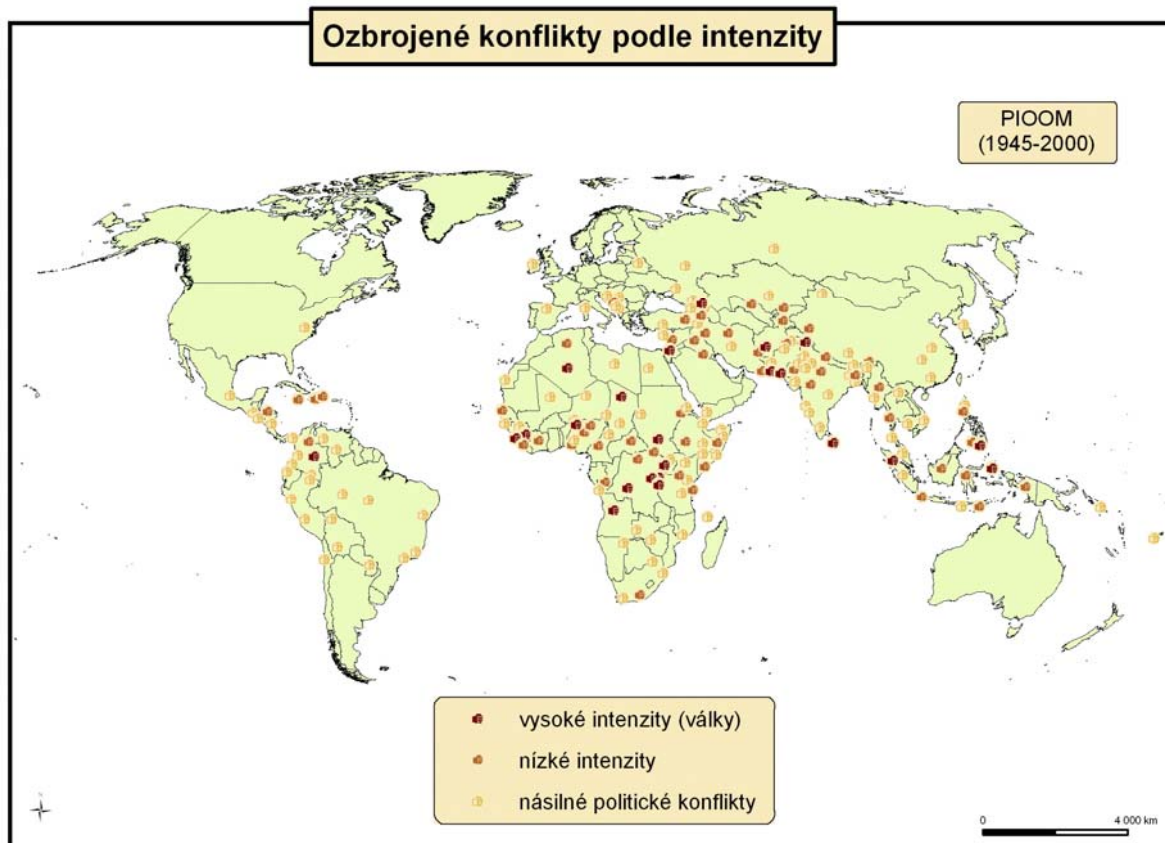 Ozbrojené konflikty podle intenzity
PIOOM
(1945-2000)
vysoké intenzity (války)
nízké intenzity
násilné politické konflikty
0 4 000 km